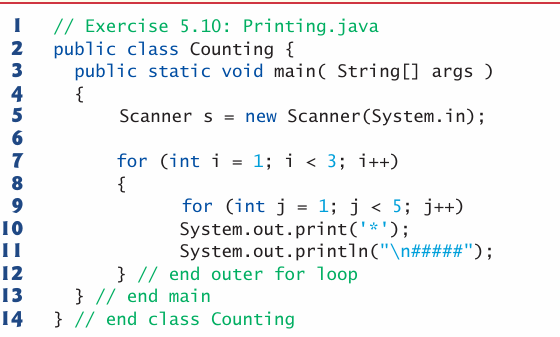 1 // Exercise 5.10: Printing.java
2 public class Counting {
3 public static void main( String[] args )
4 {
5 Scanner s = new Scanner(System.in);
6
7 for (int i = 1; i < 3; i++)
8 {
9 for (int j = 1; j < 5; j++)
10 System.out.print('*');
11 System.out.println("\n#####");
12 } // end outer for loop
13 } // end main
14 } // end class Counting